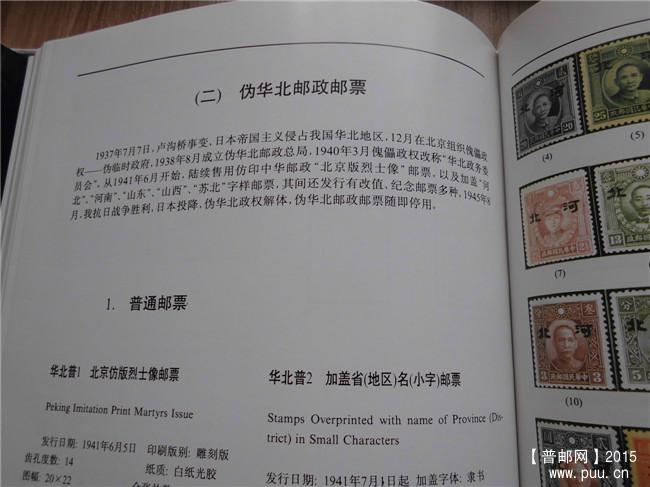 (二) 伪华北邮政邮票
1937年7月7日,卢沟桥事变,日本帝国主义侵占我国华北地区,12月在北京组织傀儡政
权——伪临时政府,1938年8月成立伪华北邮政总局,1940年3月傀儡政权改称“华北政务委
员会”。从1941年6月开始,陆续售用仿印中华邮政“北京版烈士像”邮票,以及加盖“河
北”、“河南”、“山东”、“山西”、“苏北”字样邮票,其间还发行有改值、纪念邮票多种,1945年8
月,我抗日战争胜利,日本投降,伪华北政权解体,伪华北邮政邮票随即停用。
1. 普通邮票
华北普1 北京仿版烈士像邮票
Peking Imitation Print Martyrs Issue
发行日期: 1941年6月5日 印刷版别: 雕刻版
齿孔度数: 14 纸质: 白纸光胶
图幅: 20×22
华北普2 加盖省(地区)名(小字)邮票
Stamps Overprinted with name of Province (Dis-
trict) in Small Characters
发行日期: 1941年7月1日起 加盖字体: 隶书
20
(4)
25
(5)
北 河
(7)
北
13
北 河
3
(10)
北
5
【普邮网】2015
www.puu.cn